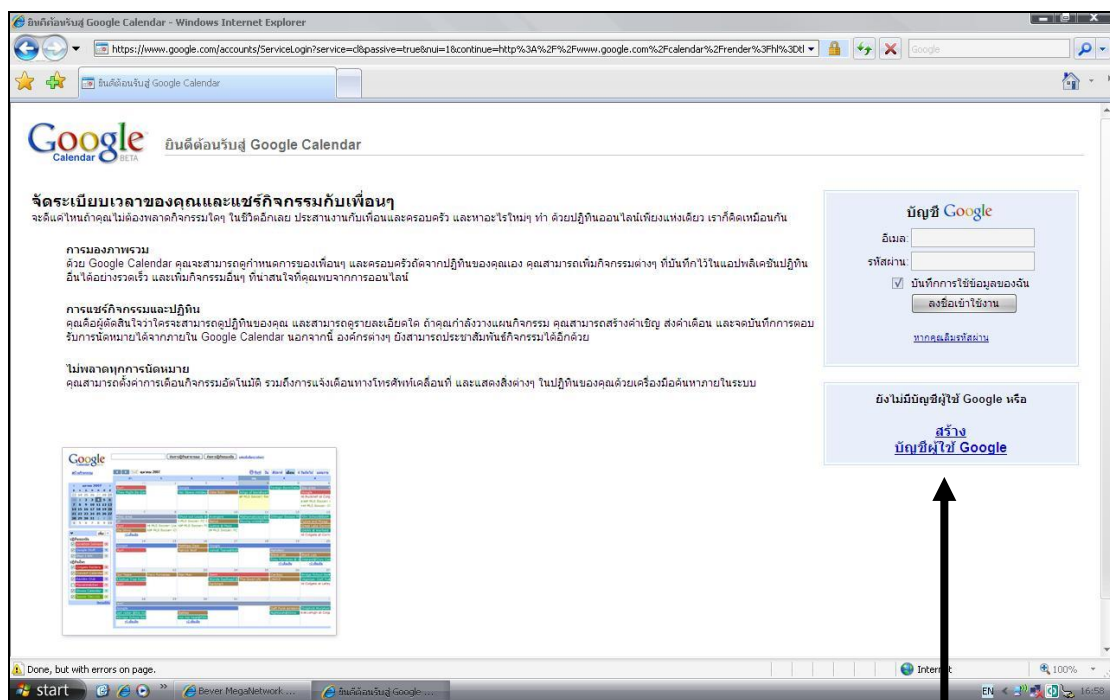 ยินดีต้อนรับสู่ Google Calendar - Windows Internet Explorer
https://www.google.com/accounts/ServiceLogin?service=cl&passive=true&nui=1&continue=http%3A%2F%2Fwww.google.com%2Fcalendar%2Frender%3Fhl%3Dtl
Google
ยินดีต้อนรับสู่ Google Calendar
Google
Calendar BETA
ยินดีต้อนรับสู่ Google Calendar
จัดระเบียบเวลาของคุณและแชร์กิจกรรมกับเพื่อนๆ
จะดีแค่ไหนถ้าคุณไม่ต้องพลาดกิจกรรมใดๆ ในชีวิตอีกเลย ประสานงานกับเพื่อนและครอบครัว และหาอะไรใหม่ๆ ทำ ด้วยปฏิทินออนไลน์เพียงแห่งเดียว เราก็คิดเหมือนกัน
การมองภาพรวม
ด้วย Google Calendar คุณจะสามารถดูกำหนดการของเพื่อนๆ และครอบครัวถัดจากปฏิทินของคุณเอง คุณสามารถเพิ่มกิจกรรมต่างๆ ที่บันทึกไว้ในแอปพลิเคชันปฏิทิน
อื่นได้อย่างรวดเร็ว และเพิ่มกิจกรรมอื่นๆ ที่น่าสนใจที่คุณพบจากการออนไลน์
การแชร์กิจกรรมและปฏิทิน
คุณคือผู้ตัดสินใจว่าใครจะสามารถดูปฏิทินของคุณ และสามารถดูรายละเอียดใด ถ้าคุณกำลังวางแผนกิจกรรม คุณสามารถสร้างคำเชิญ ส่งคำเตือน และจดบันทึกการตอบ
รับการนัดหมายได้จากภายใน Google Calendar นอกจากนี้ องค์กรต่างๆ ยังสามารถประชาสัมพันธ์กิจกรรมได้อีกด้วย
ไม่พลาดทุกการนัดหมาย
คุณสามารถตั้งค่าการเตือนกิจกรรมอัตโนมัติ รวมถึงการแจ้งเตือนทางโทรศัพท์เคลื่อนที่ และแสดงสิ่งต่างๆ ในปฏิทินของคุณด้วยเครื่องมือค้นหาภายในระบบ
บัญชี Google
อีเมล:
รหัสผ่าน:
บันทึกการใช้ข้อมูลของฉัน
ลงชื่อเข้าใช้งาน
หากคุณลืมรหัสผ่าน
ยังไม่มีบัญชีผู้ใช้ Google หรือ
สร้าง
บัญชีผู้ใช้ Google
Google
Done, but with errors on page.
Internet
100%
start
Bever MegaNetwork ...
ยินดีต้อนรับสู่ Google ...
EN
16:58